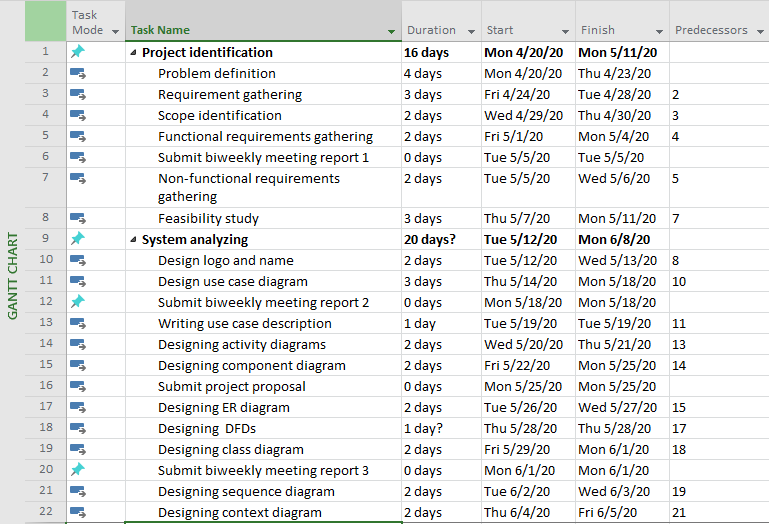 GANTT CHART
Task Mode Task Name Duration Start Finish Predecessors
1 Project identification 16 days Mon 4/20/20 Mon 5/11/20
2 Problem definition 4 days Mon 4/20/20 Thu 4/23/20
3 Requirement gathering 3 days Fri 4/24/20 Tue 4/28/20 2
4 Scope identification 2 days Wed 4/29/20 Thu 4/30/20 3
5 Functional requirements gathering 2 days Fri 5/1/20 Mon 5/4/20 4
6 Submit biweekly meeting report 1 0 days Tue 5/5/20 Tue 5/5/20
7 Non-functional requirements 2 days Tue 5/5/20 Wed 5/6/20 5
gathering
8 Feasibility study 3 days Thu 5/7/20 Mon 5/11/20 7
9 System analyzing 20 days? Tue 5/12/20 Mon 6/8/20
10 Design logo and name 2 days Tue 5/12/20 Wed 5/13/20 8
11 Design use case diagram 3 days Thu 5/14/20 Mon 5/18/20 10
12 Submit biweekly meeting report 2 0 days Mon 5/18/20 Mon 5/18/20
13 Writing use case description 1 day Tue 5/19/20 Tue 5/19/20 11
14 Designing activity diagrams 2 days Wed 5/20/20 Thu 5/21/20 13
15 Designing component diagram 2 days Fri 5/22/20 Mon 5/25/20 14
16 Submit project proposal 0 days Mon 5/25/20 Mon 5/25/20
17 Designing ER diagram 2 days Tue 5/26/20 Wed 5/27/20 15
18 Designing DFDs 1 day? Thu 5/28/20 Thu 5/28/20 17
19 Designing class diagram 2 days Fri 5/29/20 Mon 6/1/20 18
20 Submit biweekly meeting report 3 0 days Mon 6/1/20 Mon 6/1/20
21 Designing sequence diagram 2 days Tue 6/2/20 Wed 6/3/20 19
22 Designing context diagram 2 days Thu 6/4/20 Fri 6/5/20 21